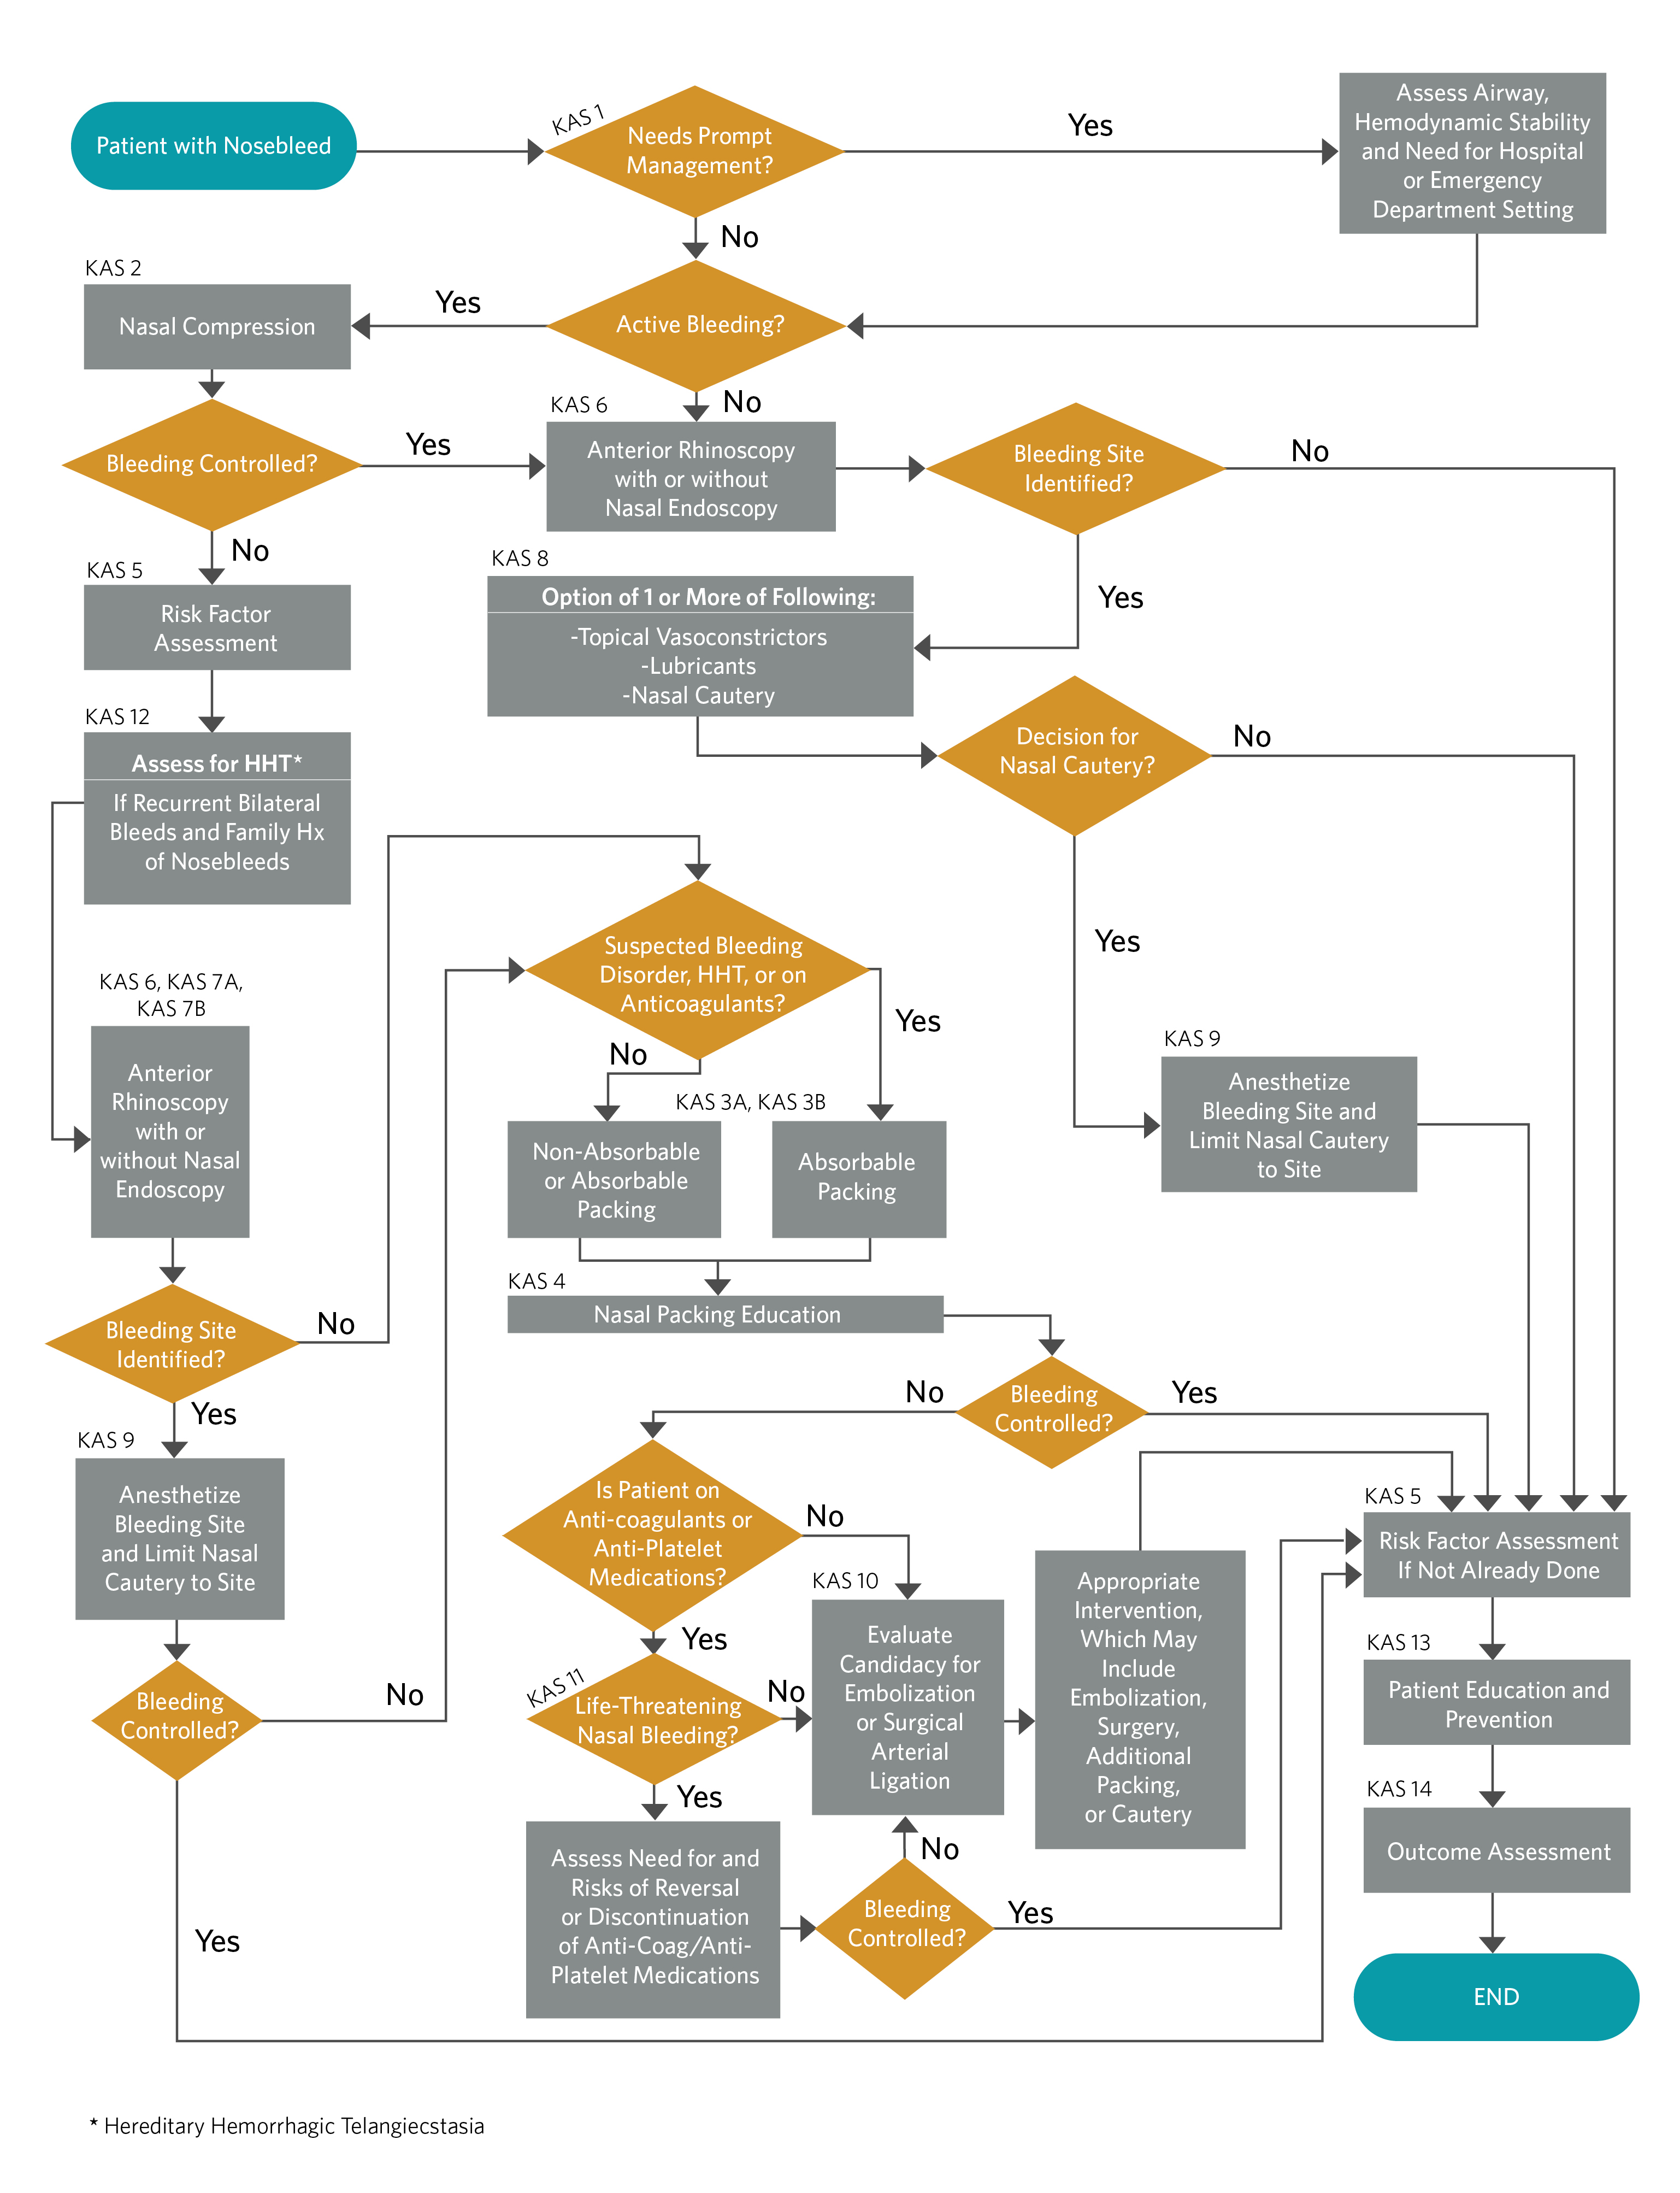 Patient with Nosebleed
KAS 1
Needs Prompt
Management?
Yes
Assess Airway,
Hemodynamic Stability
and Need for Hospital
or Emergency
Department Setting
No
KAS 2
Nasal Compression
Yes
Active Bleeding?
No
Bleeding Controlled?
Yes
KAS 6
Anterior Rhinoscopy
with or without
Nasal Endoscopy
Bleeding Site
Identified?
No
No
KAS 5
Risk Factor
Assessment
KAS 8
Option of 1 or More of Following:
-Topical Vasoconstrictors
-Lubricants
-Nasal Cautery
Yes
KAS 12
Assess for HHT*
If Recurrent Bilateral
Bleeds and Family Hx
of Nosebleeds
Decision for
Nasal Cautery?
No
Yes
KAS 9
Anesthetize
Bleeding Site and
Limit Nasal Cautery
to Site
KAS 6, KAS 7A,
KAS 7B
Anterior
Rhinoscopy
with or
without Nasal
Endoscopy
Suspected Bleeding
Disorder, HHT, or on
Anticoagulants?
No
Yes
KAS 3A, KAS 3B
Non-Absorbable
or Absorbable
Packing
Absorbable
Packing
KAS 4
Nasal Packing Education
Bleeding Site
Identified?
No
Yes
KAS 9
Anesthetize
Bleeding Site
and Limit Nasal
Cautery to Site
Bleeding
Controlled?
No
Yes
Bleeding
Controlled?
No
Yes
Is Patient on
Anti-coagulants or
Anti-Platelet
Medications?
No
Yes
KAS 10
Evaluate
Candidacy for
Embolization
or Surgical
Arterial
Ligation
Appropriate
Intervention,
Which May
Include
Embolization,
Surgery,
Additional
Packing,
or Cautery
KAS 11
Life-Threatening
Nasal Bleeding?
No
Yes
Assess Need for and
Risks of Reversal
or Discontinuation
of Anti-Coag/Anti-
Platelet Medications
Bleeding
Controlled?
No
Yes
KAS 5
Risk Factor Assessment
If Not Already Done
KAS 13
Patient Education and
Prevention
KAS 14
Outcome Assessment
END
* Hereditary Hemorrhagic Telangiecstasia